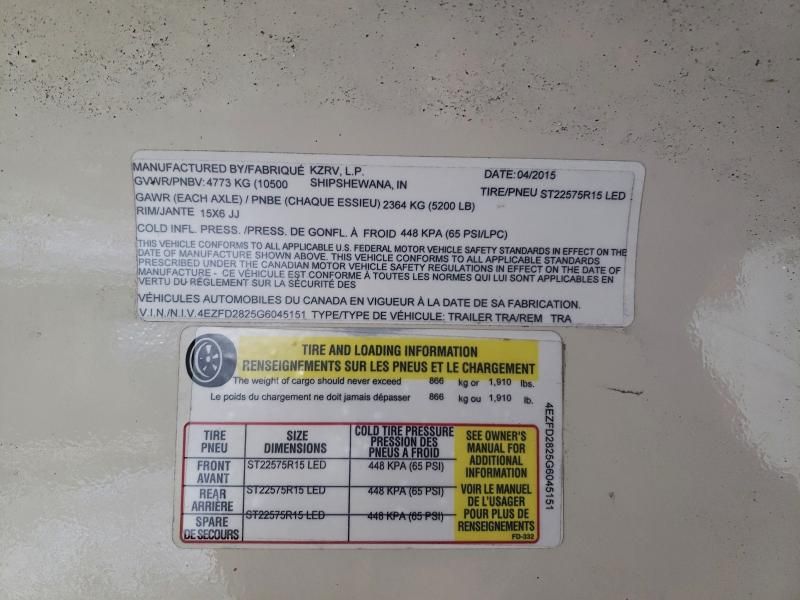 MANUFACTURED BY/FABRIQUÉ KZRV, L.P. DATE:04/2015
GVWR/PNBV: 4773 KG (10500 SHIPSHEWANA, IN TIRE/PNEU ST22575R15 LED
GAWR (EACH AXLE) / PNBE (CHAQUE ESSIEU) 2364 KG (5200 LB)
RIM/JANTE 15X6 JJ
COLD INFL. PRESS. /PRESS. DE GONFL. À FROID 448 KPA (65 PSI/LPC)
THIS VEHICLE CONFORMS TO ALL APPLICABLE U.S. FEDERAL MOTOR VEHICLE SAFETY STANDARDS IN EFFECT ON THE
DATE OF MANUFACTURE SHOWN ABOVE. THIS VEHICLE CONFORMS TO ALL APPLICABLE STANDARDS
PRESCRIBED UNDER THE CANADIAN MOTOR VEHICLE SAFETY REGULATIONS IN EFFECT ON THE DATE OF
MANUFACTURE - CE VÉHICULE EST CONFORME À TOUTES LES NORMES QUI LUI SONT APPLICABLES EN
VERTU DU RÉGLEMENT SUR LA SÉCURITÉ DES
VÉHICULES AUTOMOBILES DU CANADA EN VIGUEUR À LA DATE DE SA FABRICATION.
V.I.N./N.I.V.4EZFD2825G6045151 TYPE/TYPE DE VÉHICULE: TRAILER TRA/REM TRA
TIRE AND LOADING INFORMATION
RENSEIGNEMENTS SUR LES PNEUS ET LE CHARGEMENT
The weight of cargo should never exceed 866 kg or 1,910 lbs.
Le poids du chargement ne doit jamais dépasser 866 kg ou 1,910 lb.
TIRE SIZE COLD TIRE PRESSURE
PNEU DIMENSIONS PRESSION DES
PNEUS A FROID
FRONT ST22575R15 LED 448 KPA (65 PSI)
AVANT
REAR ST22575R15 LED 448 KPA (65 PSI)
ARRIÈRE
SPARE ST22575R15 LED 448 KPA (65 PSI)
DE SECOURS
SEE OWNER'S
MANUAL FOR
ADDITIONAL
INFORMATION
VOIR LE MANUEL
DE L'USAGER
POUR PLUS DE
RENSEIGNEMENTS
FD-332
4EZFD2825G6045151